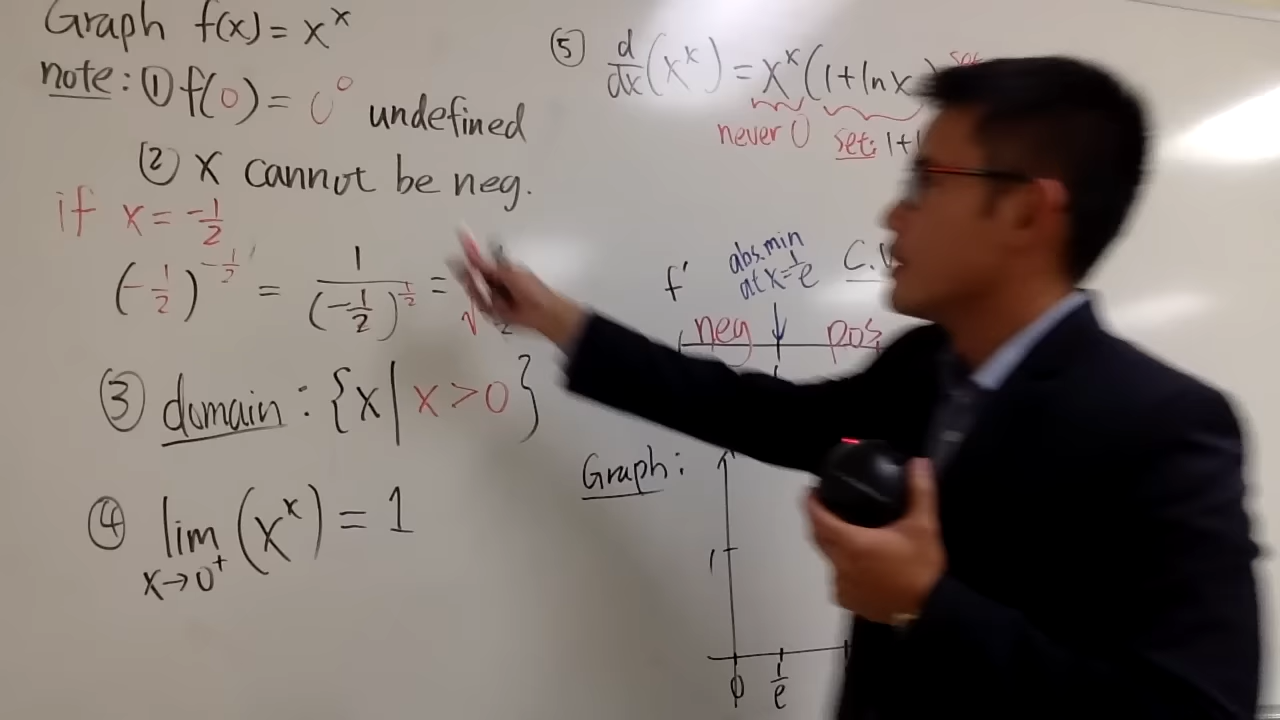 Graph f(x) = x^x
note: ① f(0) = 0^0 undefined
② x cannot be neg.
if x = -1/2
(-1/2)^(-1/2) = 1/(-1/2)^(1/2) =
③ domain: {x | x > 0}
④ lim x→0⁺ (x^x) = 1
⑤ d/dx (x^x) = x^x (1 + ln x)
never 0 set: 1+
f' abs. min at x = 1/e
neg pos
Graph:
1
0 1/e